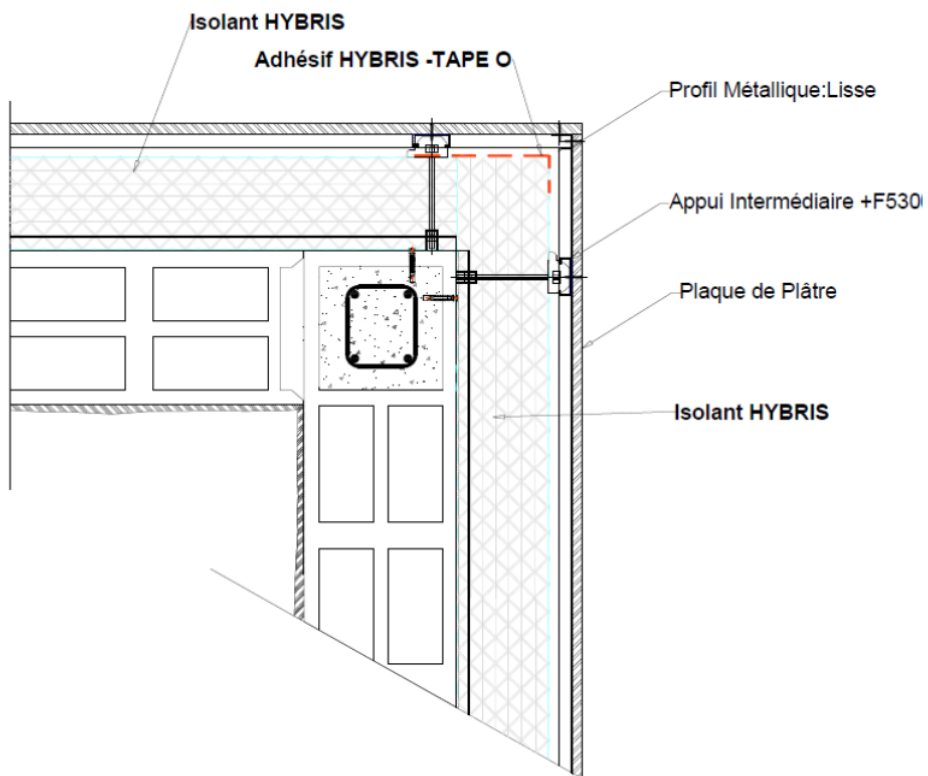 Isolant HYBRIS
Adhésif HYBRIS -TAPE O
Profil Métallique:Lisse
Appui Intermédiaire +F530
Plaque de Plâtre
Isolant HYBRIS